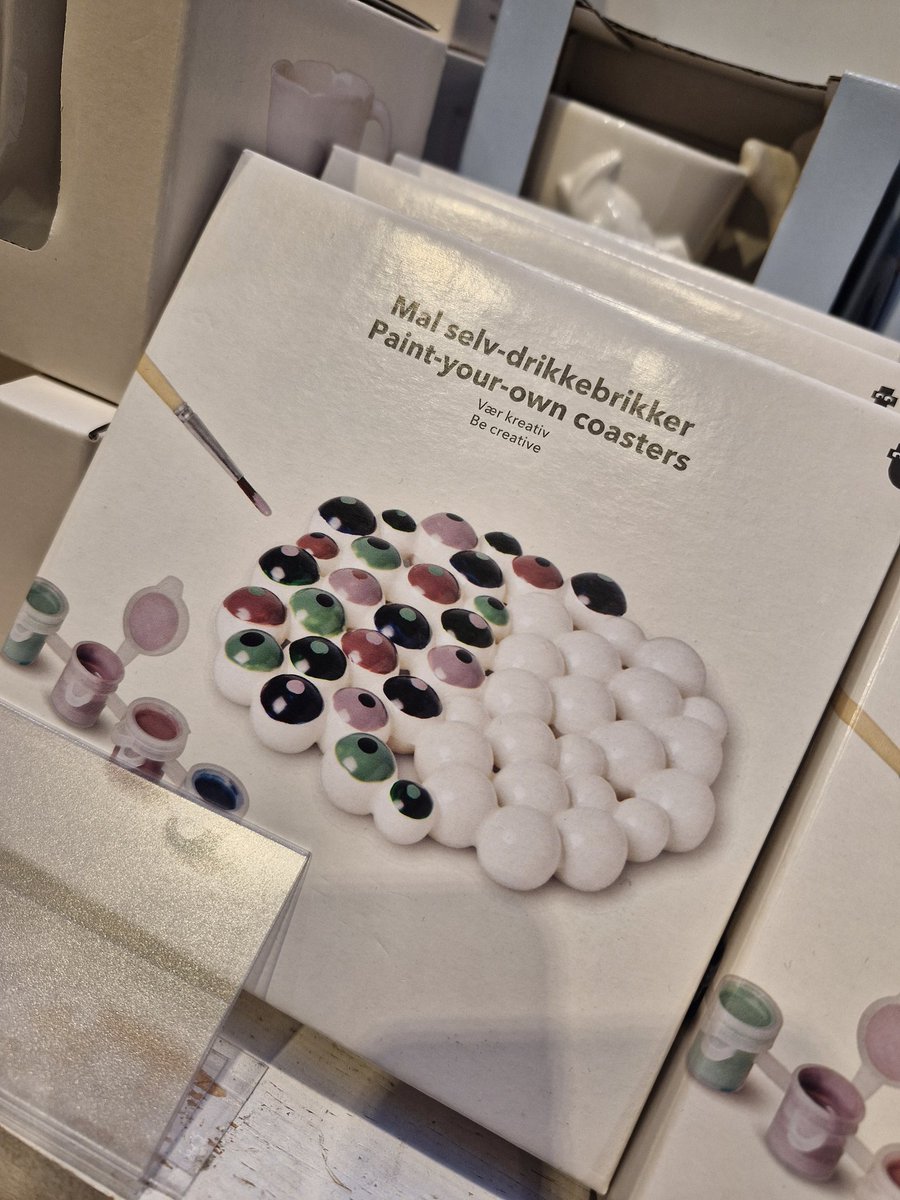 Mal selv-drikkebrikker
Paint-your-own coasters
Vær kreativ
Be creative